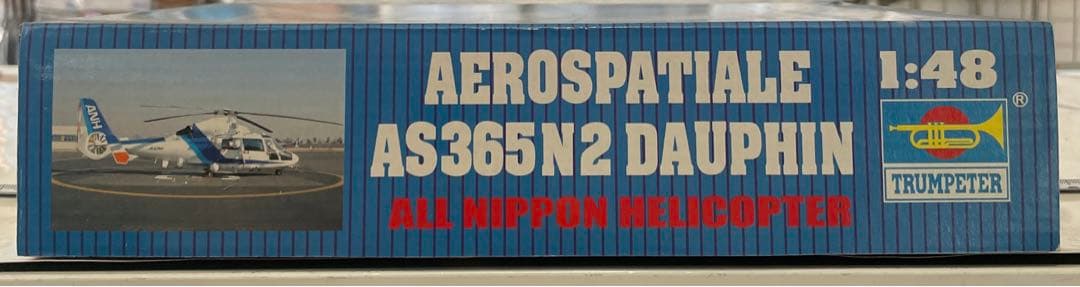 AEROSPATIALE
AS365N2 DAUPHIN
ALL NIPPON HELICOPTER
1:48
®
TRUMPETER
ANH